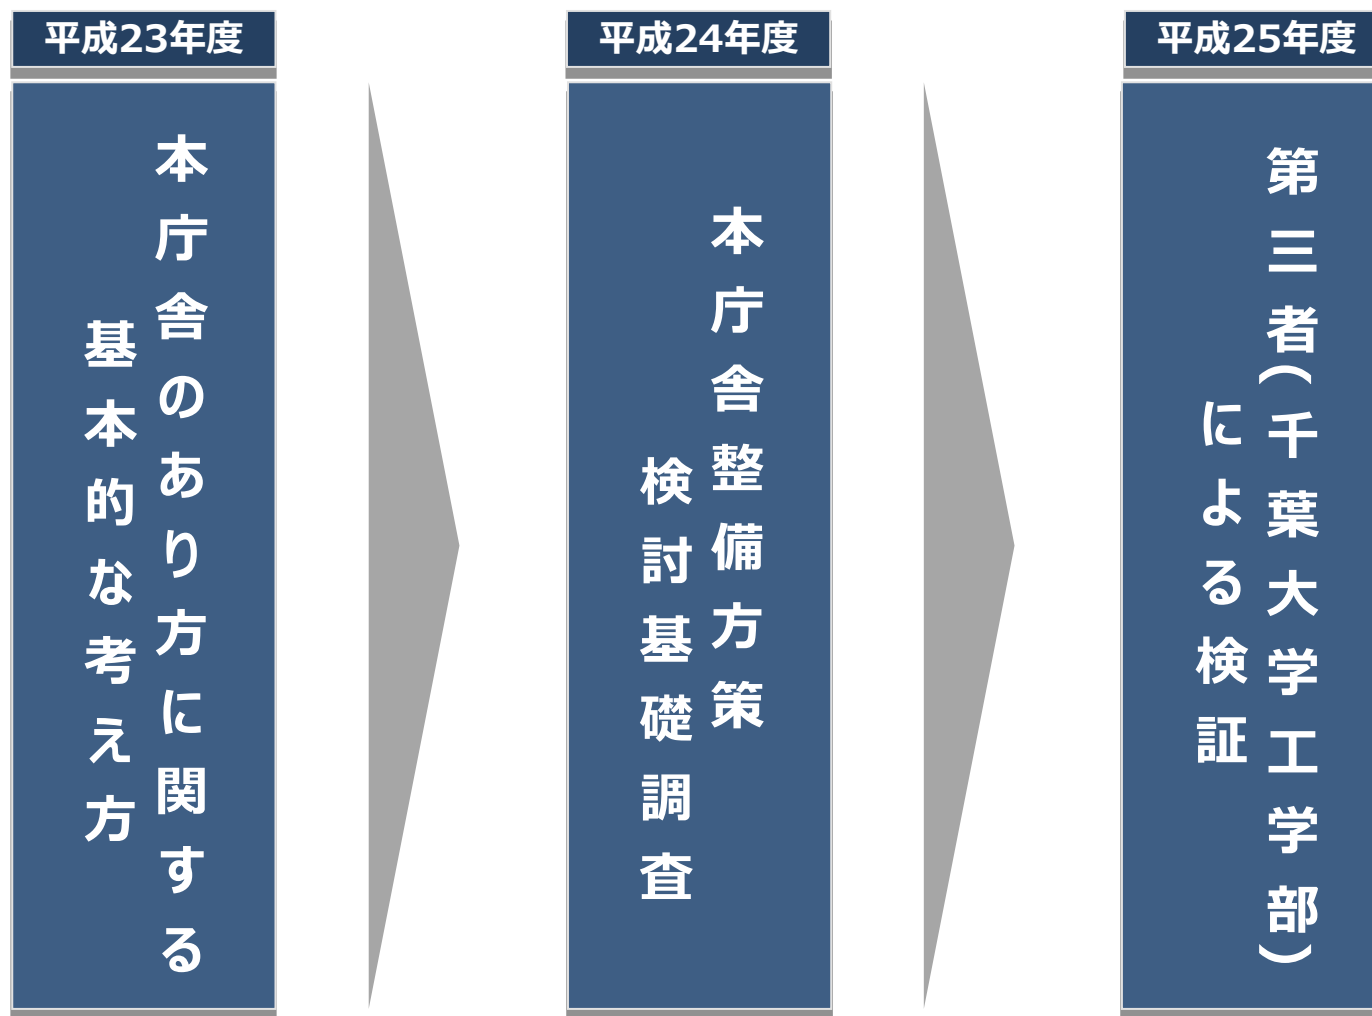 平成23年度
本庁舎のあり方に関する
基本的な考え方
平成24年度
本庁舎整備方策
検討基礎調査
平成25年度
第三者(千葉大学工学部)
による検証